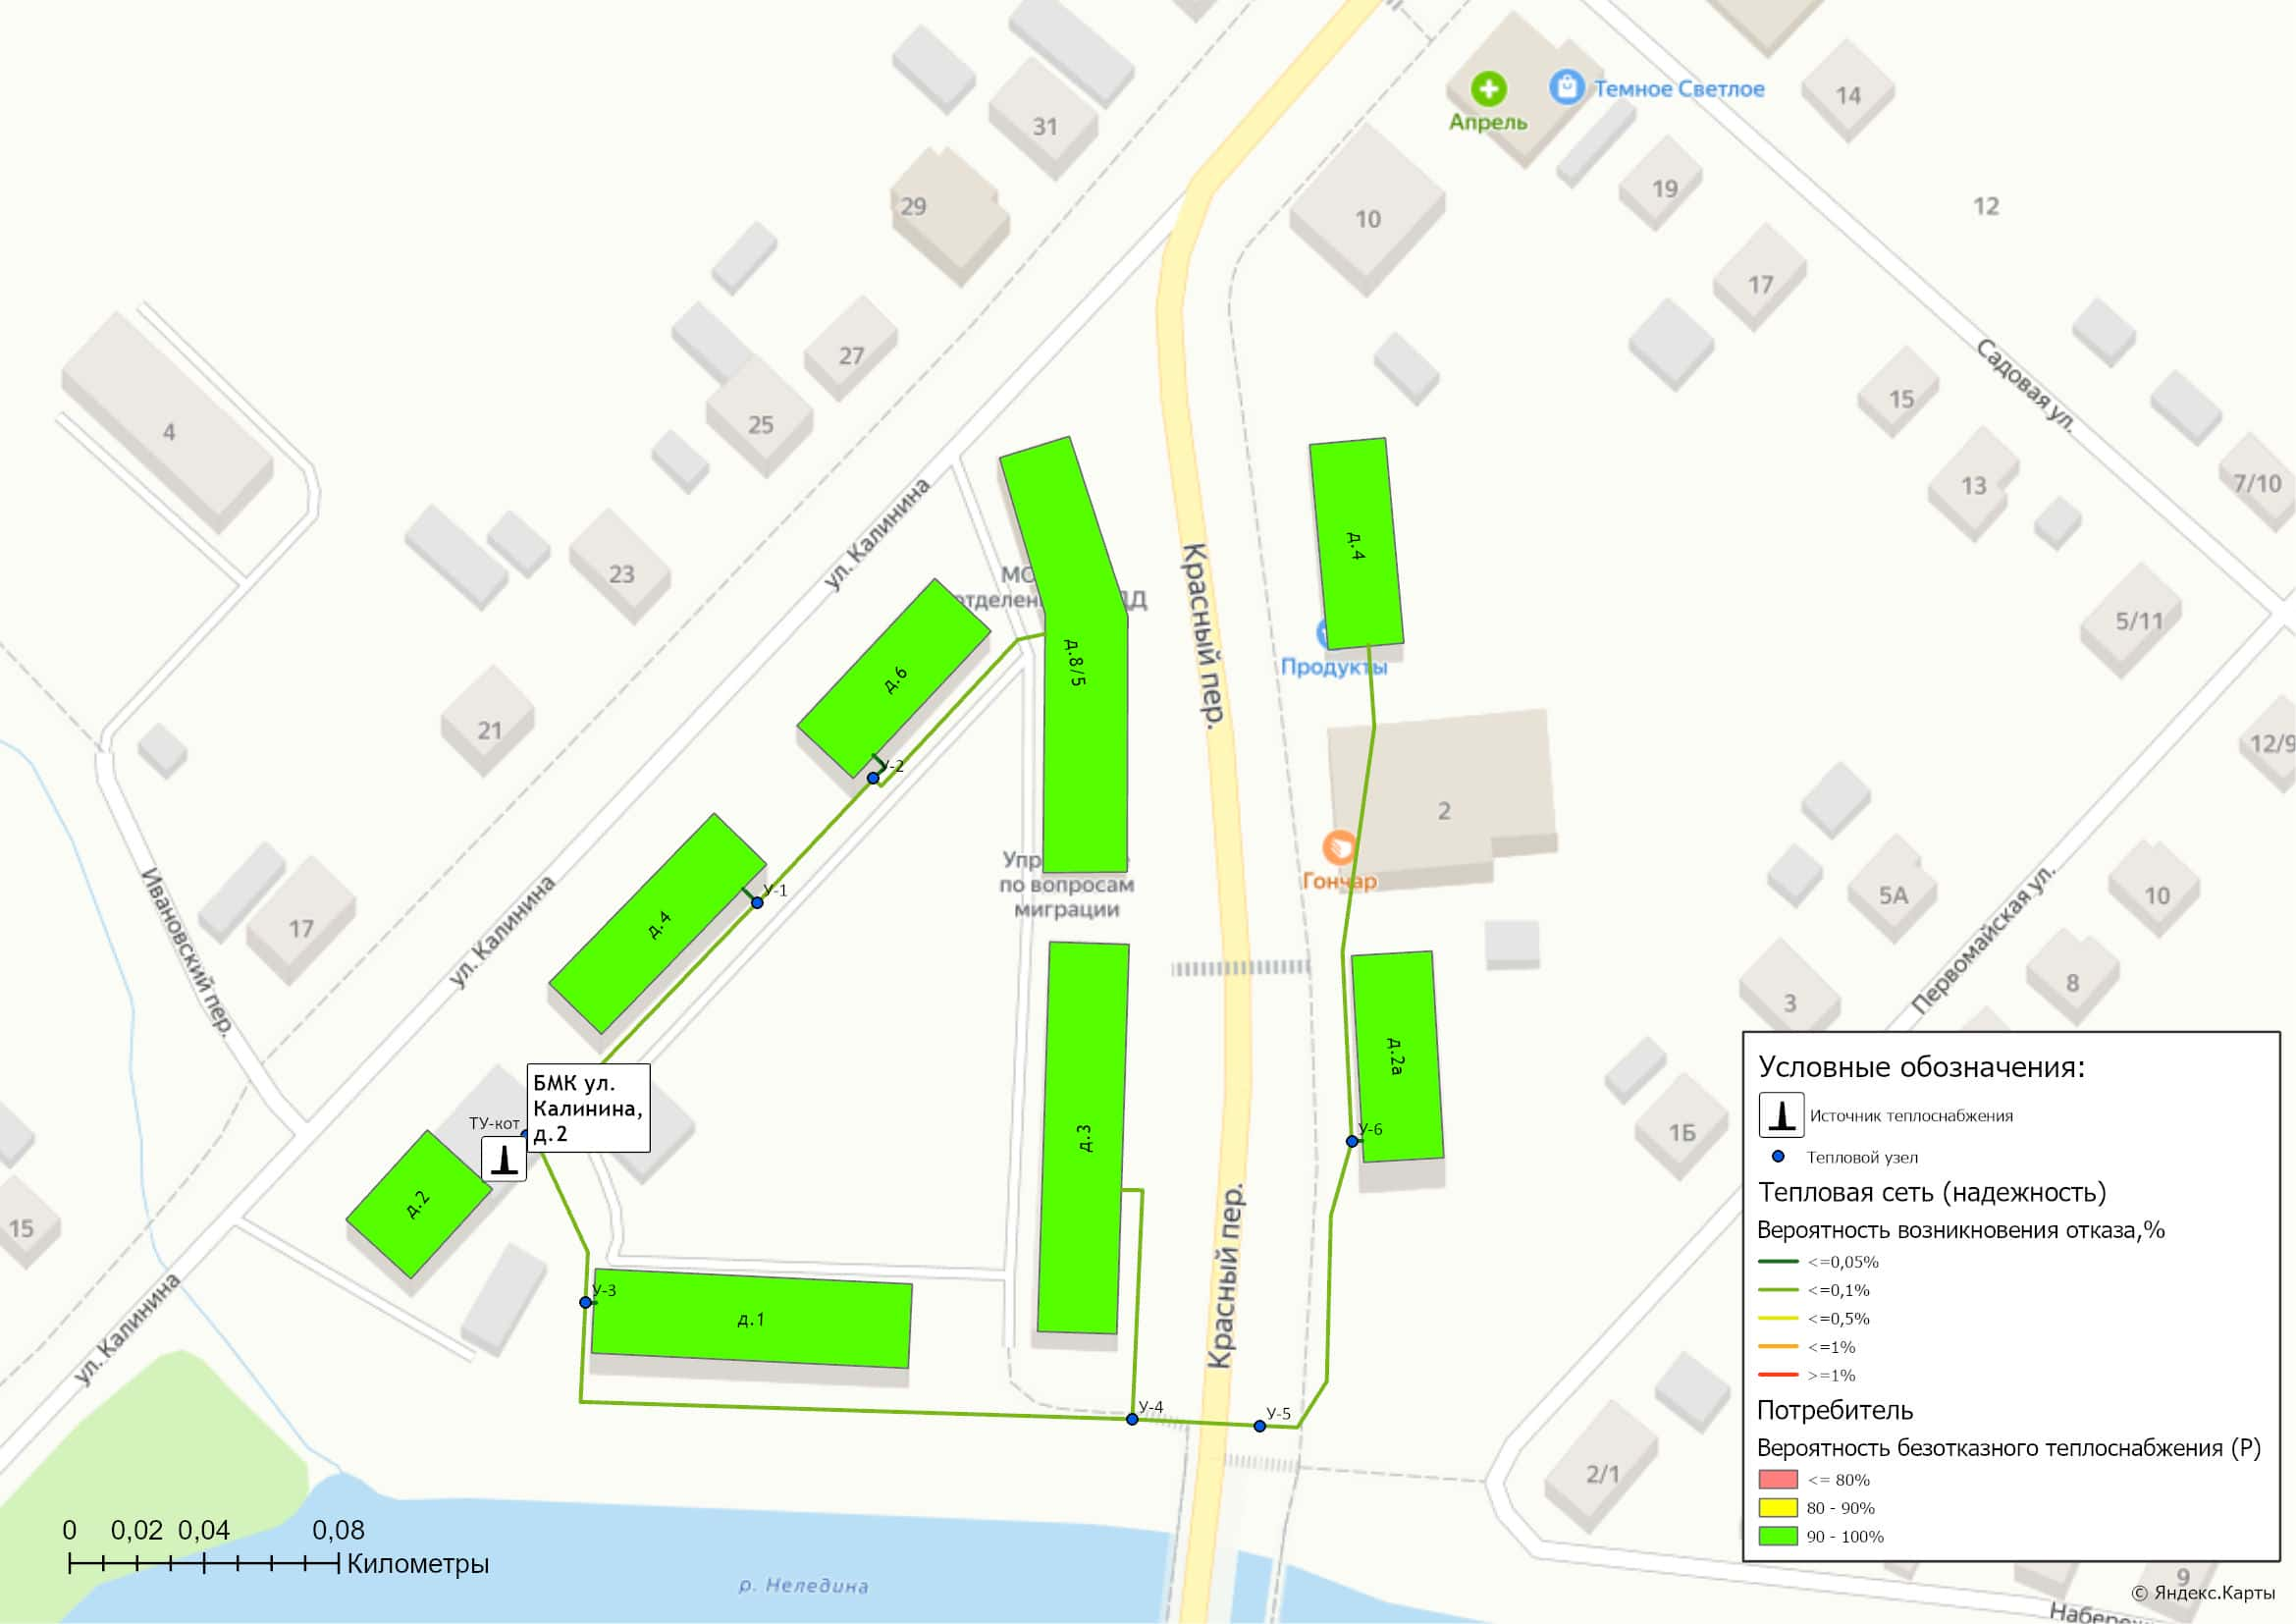 31
29
27
25
23
21
17
15
4
10
Апрель
Темное Светлое
14
19
12
17
15
13
7/10
5/11
12/9
5А
10
8
3
1Б
2/1
9
2
Садовая ул.
Первомайская ул.
ул. Калинина
ул. Калинина
ул. Калинина
Ивановский пер.
Красный пер.
Красный пер.
Продукты
Гончар
по вопросам
миграции
д.8/5
д.6
д.4
д.2
д.1
д.3
д.4
д.2а
У-1
У-2
У-3
У-4
У-5
У-6
ТУ-кот
БМК ул.
Калинина,
д.2
Условные обозначения:
Источник теплоснабжения
Тепловой узел
Тепловая сеть (надежность)
Вероятность возникновения отказа,%
<=0,05%
<=0,1%
<=0,5%
<=1%
>=1%
Потребитель
Вероятность безотказного теплоснабжения (Р)
<= 80%
80 - 90%
90 - 100%
0 0,02 0,04 0,08
Километры
р. Неледина
© Яндекс.Карты